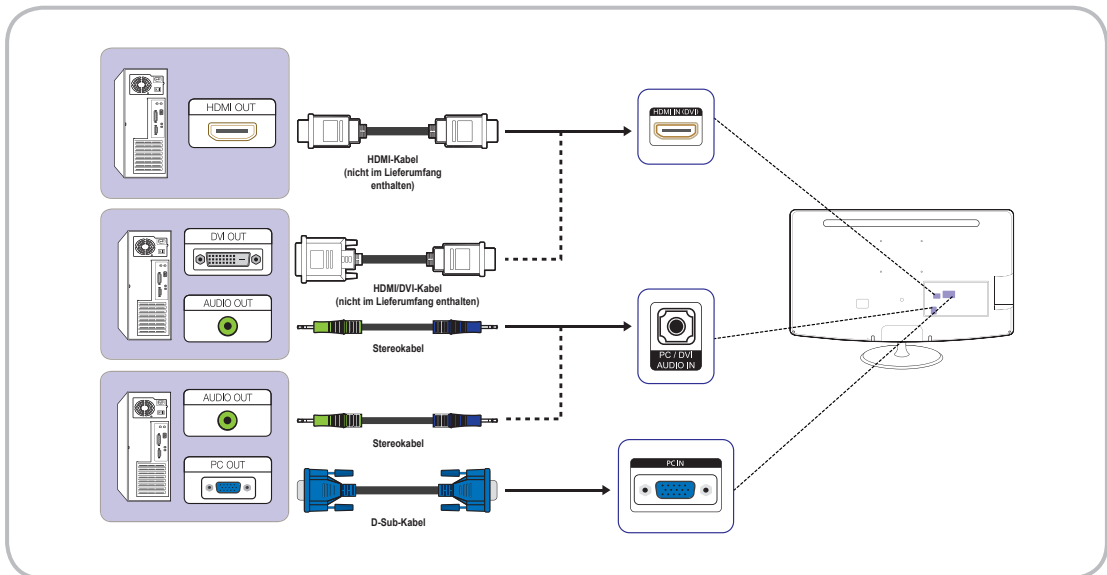 HDMI OUT
HDMI-Kabel
(nicht im Lieferumfang
enthalten)
HDMI IN (DVI)
DVI OUT
HDMI/DVI-Kabel
(nicht im Lieferumfang enthalten)
AUDIO OUT
Stereokabel
PC / DVI
AUDIO IN
AUDIO OUT
Stereokabel
PC OUT
D-Sub-Kabel
PC IN